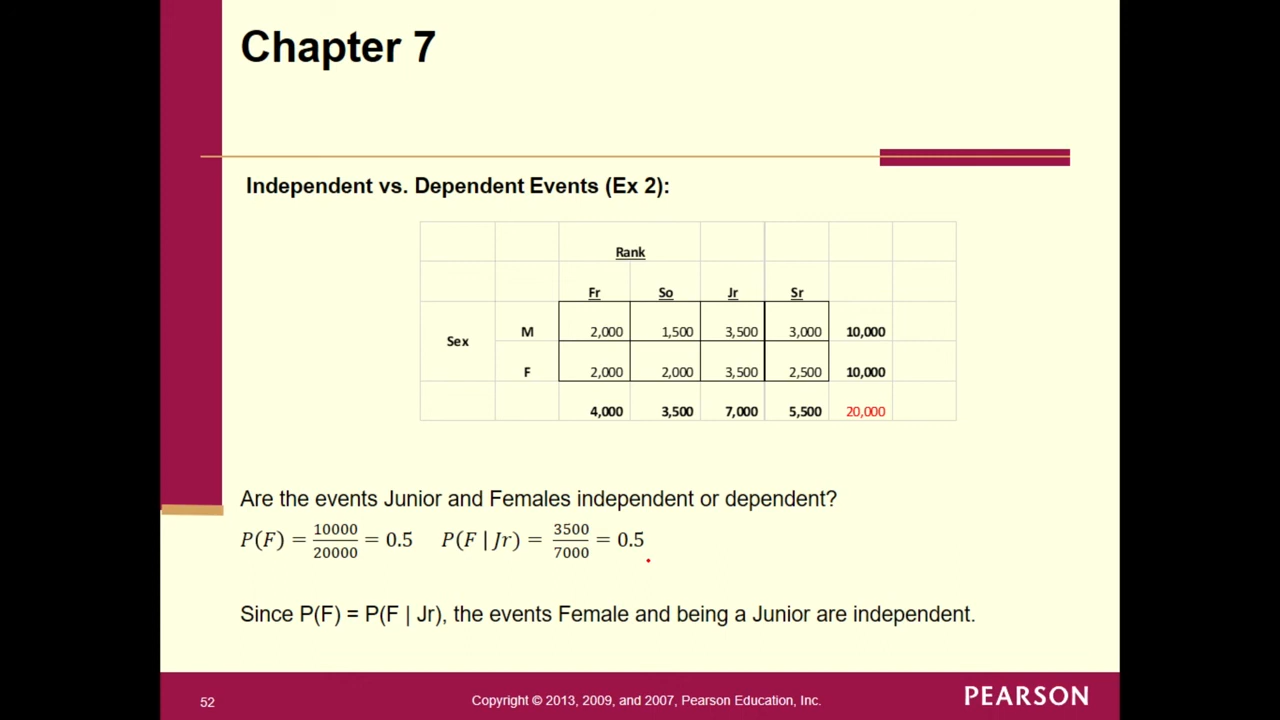 Chapter 7
Independent vs. Dependent Events (Ex 2):
Rank
Fr So Jr Sr
M 2,000 1,500 3,500 3,000 10,000
Sex
F 2,000 2,000 3,500 2,500 10,000
4,000 3,500 7,000 5,500 20,000
Are the events Junior and Females independent or dependent?
P(F) = 10000/20000 = 0.5 P(F | Jr) = 3500/7000 = 0.5
Since P(F) = P(F | Jr), the events Female and being a Junior are independent.
52 Copyright © 2013, 2009, and 2007, Pearson Education, Inc. PEARSON